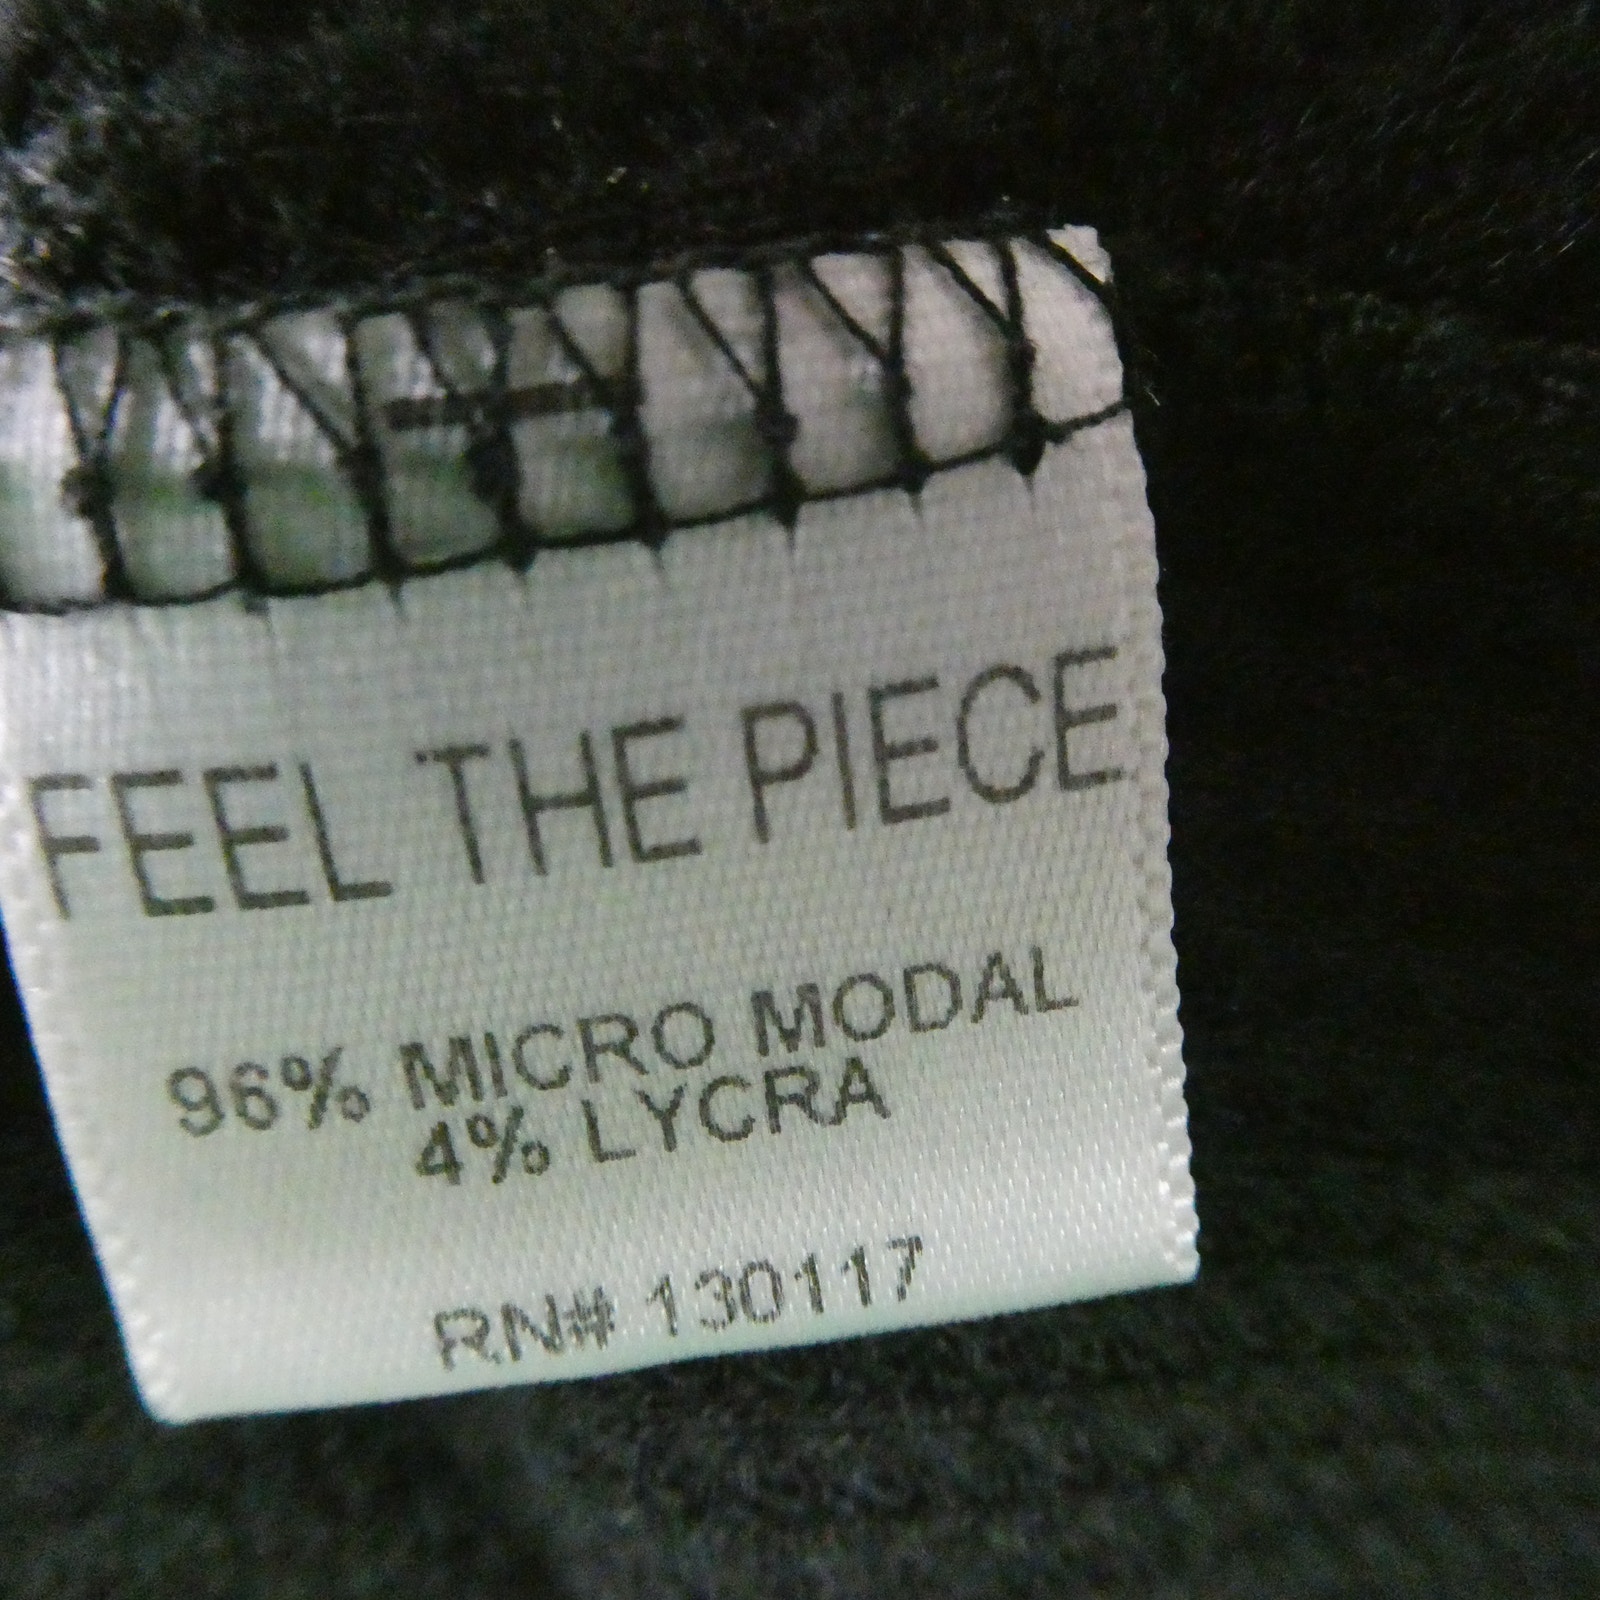 FEEL THE PIECE
96% MICRO MODAL
4% LYCRA
RN# 130117